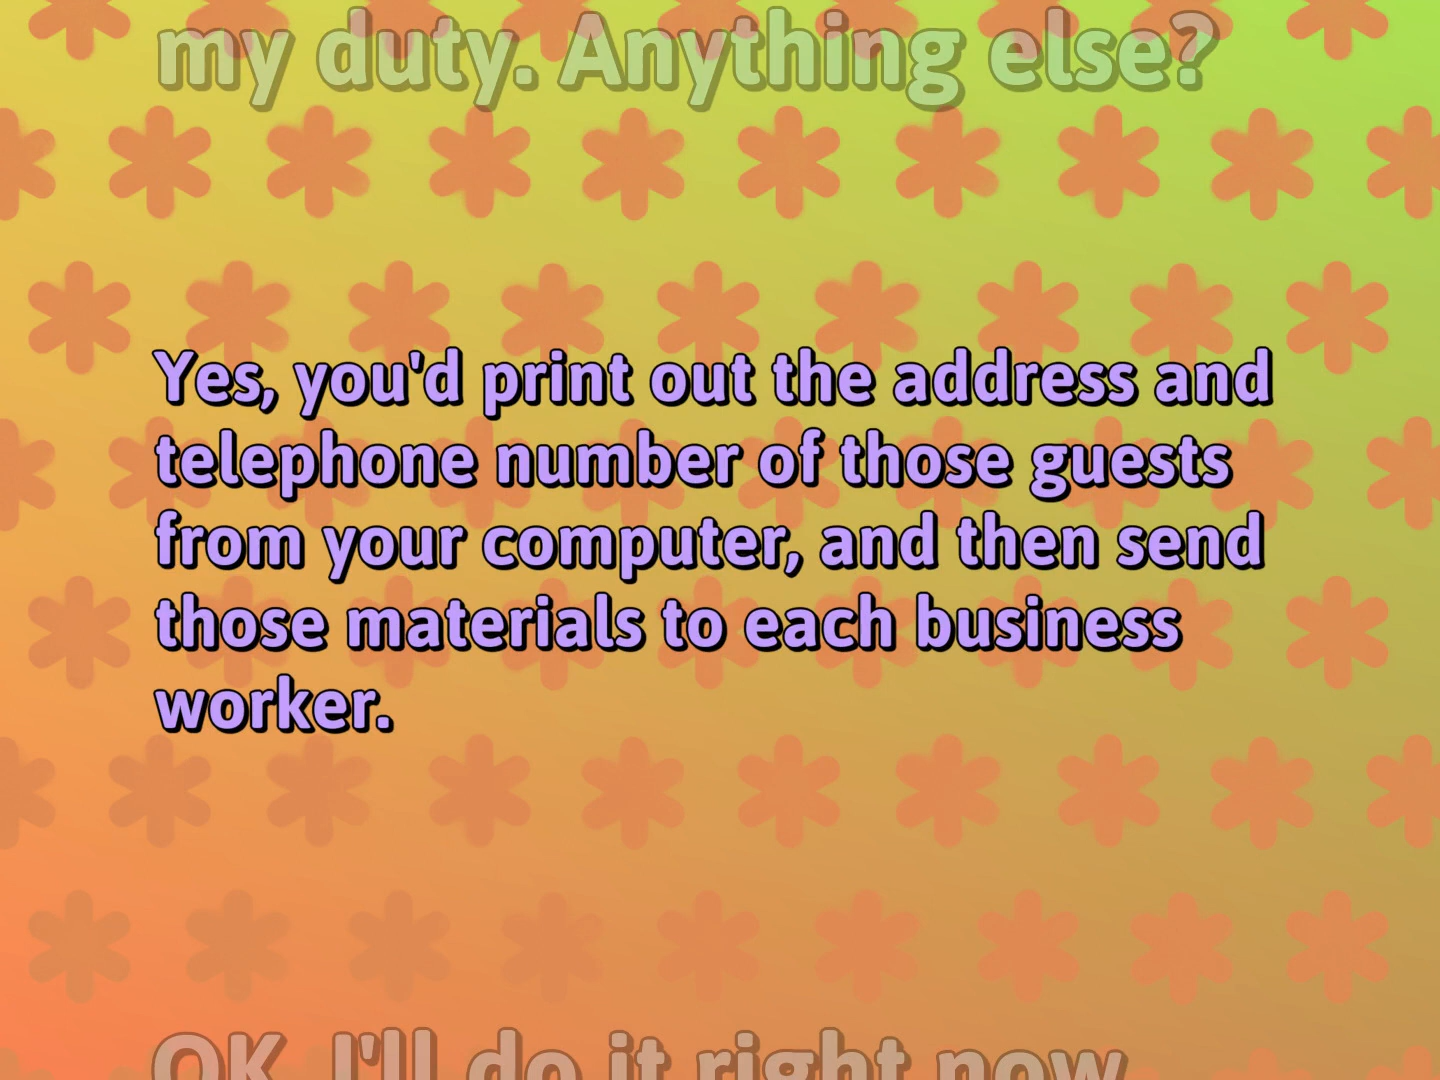 my duty. Anything else?
Yes, you'd print out the address and
telephone number of those guests
from your computer, and then send
those materials to each business
worker.
OK, I'll do it right now